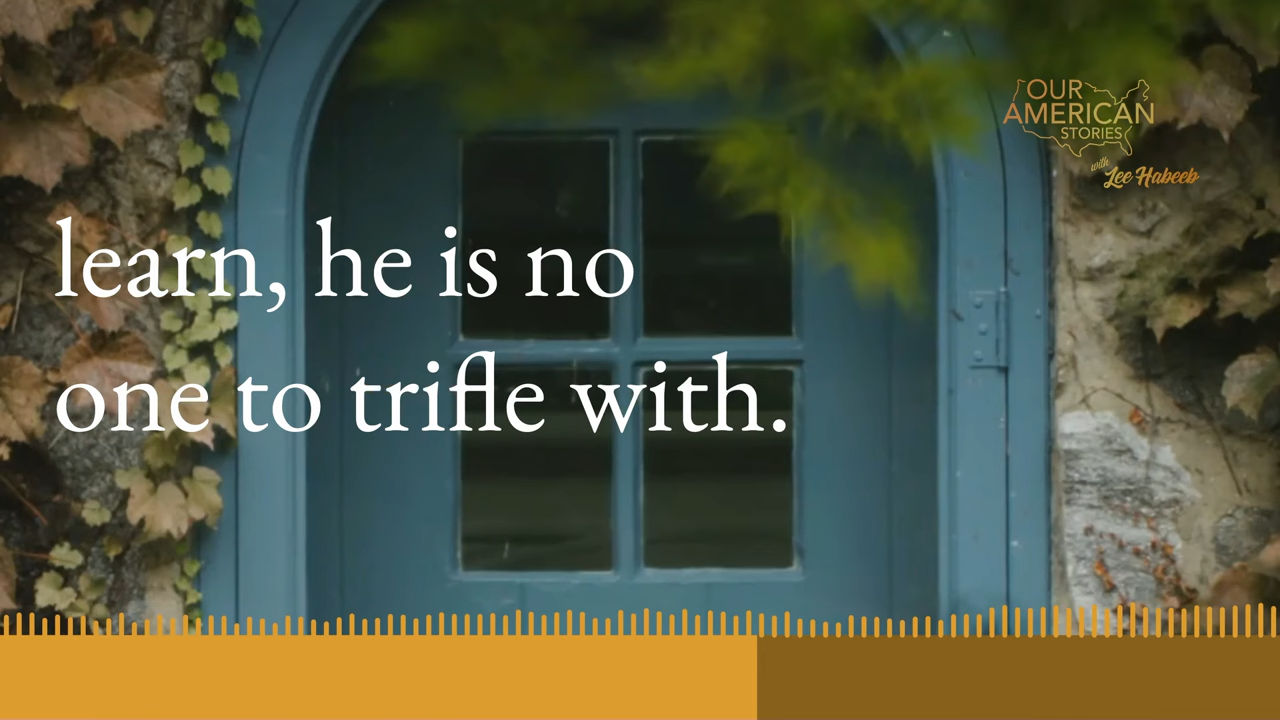 OUR
AMERICAN
STORIES
with
Lee Habeeb
learn, he is no
one to trifle with.